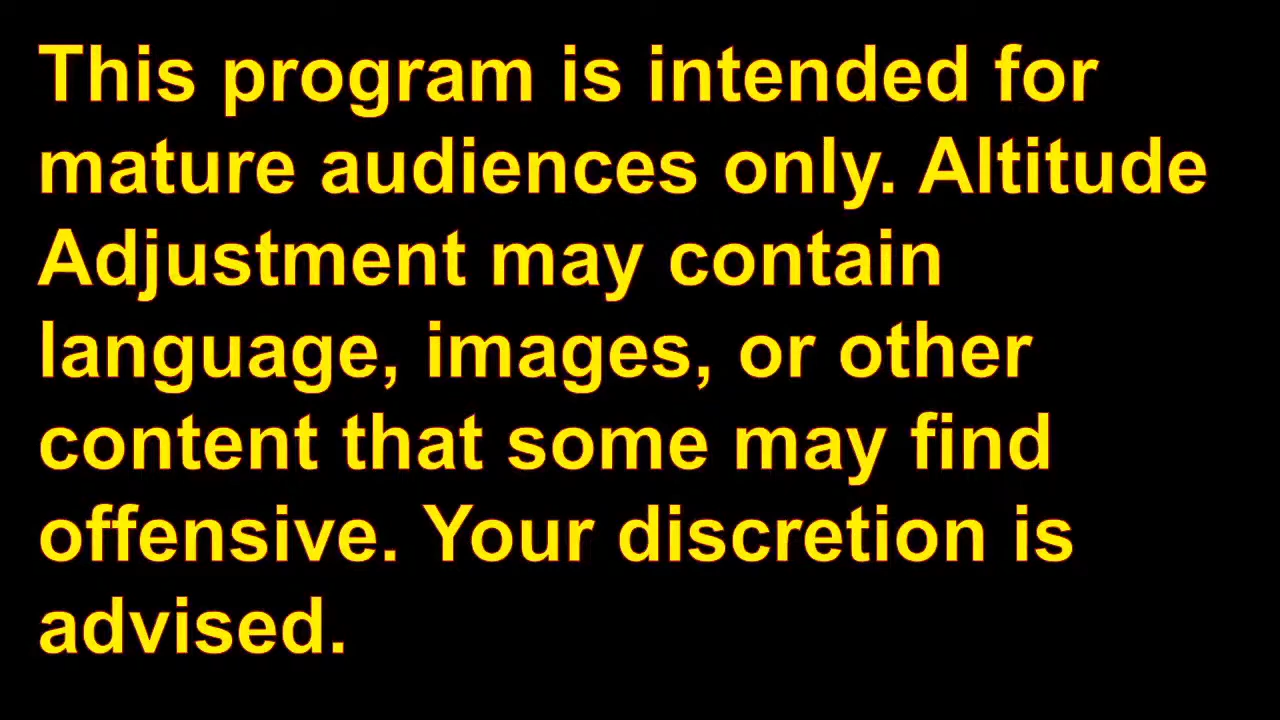 This program is intended for
mature audiences only. Altitude
Adjustment may contain
language, images, or other
content that some may find
offensive. Your discretion is
advised.